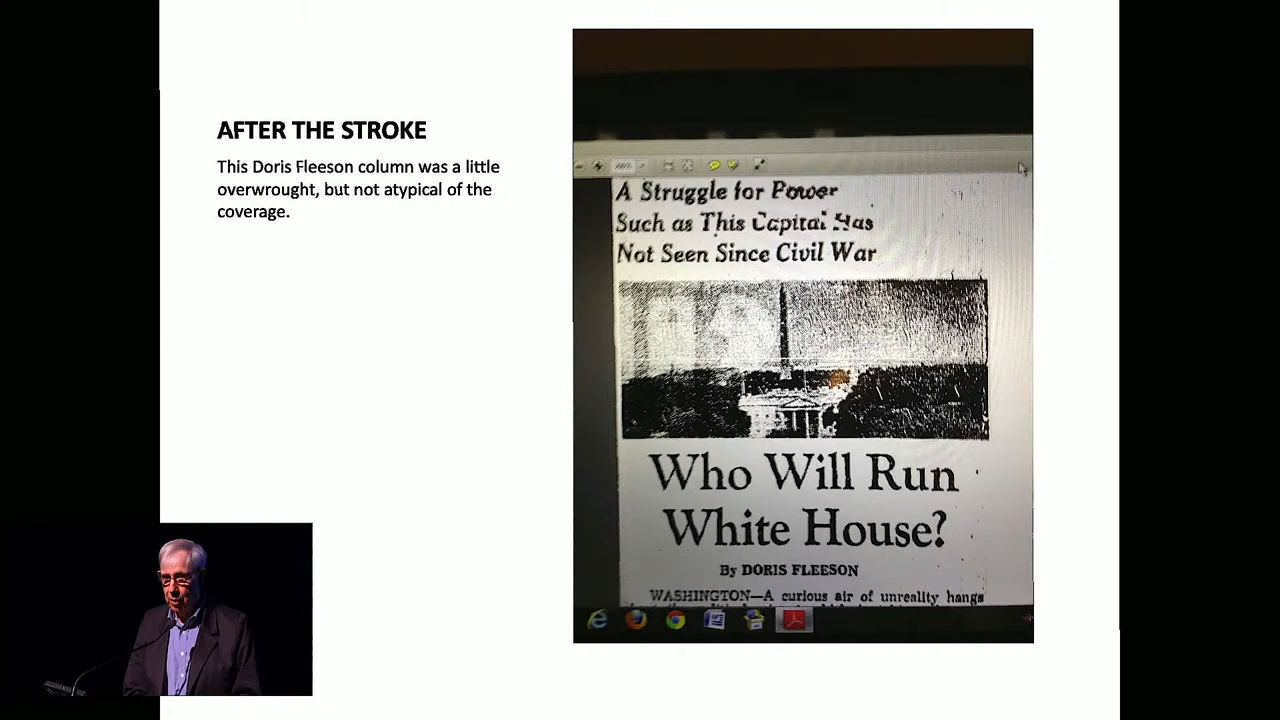 AFTER THE STROKE
This Doris Fleeson column was a little
overwrought, but not atypical of the
coverage.
A Struggle for Power
Such as This Capital Has
Not Seen Since Civil War
Who Will Run
White House?
By DORIS FLEESON
WASHINGTON—A curious air of unreality hangs